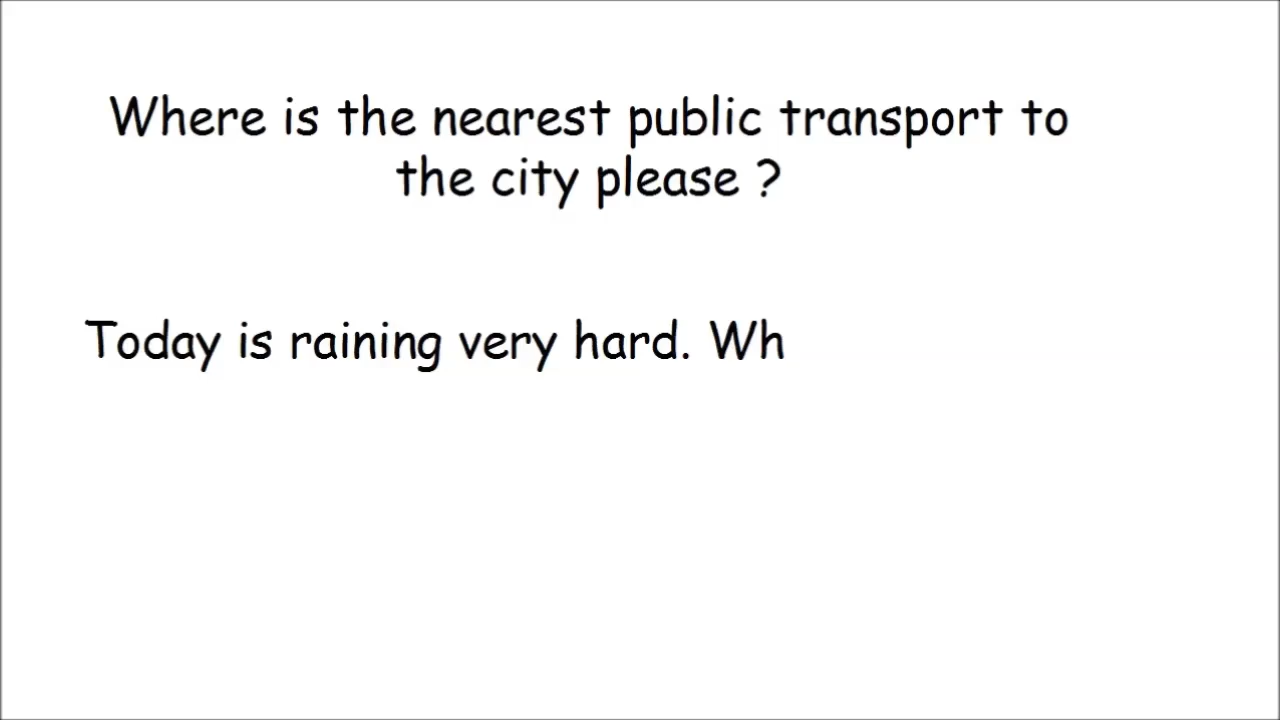 Where is the nearest public transport to
the city please ?
Today is raining very hard. Wh